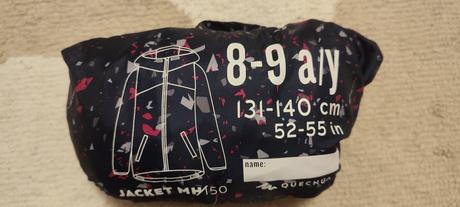 8-9 a/y
131-140 cm
52-55 in
name:
JACKET MH150
QUECHUA